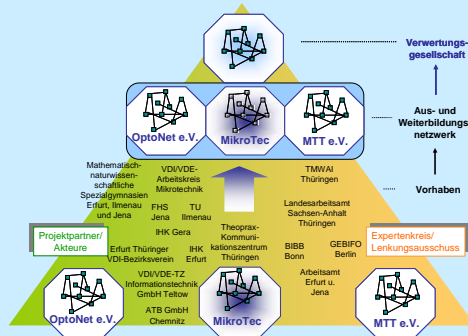 Verwertungs-
gesellschaft
OptoNet e.V.
MikroTec
MTT e.V.
Aus- und
Weiterbildungs
netzwerk
Mathematisch-
naturwissen-
schaftliche
Spezialgymnasien
Erfurt, Ilmenau
und Jena
VDI/VDE-
Arbeitskreis
Mikrotechnik
TMWAI
Thüringen
Vorhaben
FHS
Jena
TU
Ilmenau
Landesarbeitsamt
Sachsen-Anhalt
Thüringen
IHK Gera
Theoprax-
Kommuni-
kationszentrum
Thüringen
Projektpartner/
Akteure
Expertenkreis/
Lenkungsausschuss
Erfurt Thüringer
VDI-Bezirksverein
IHK
Erfurt
BIBB
Bonn
GEBIFO
Berlin
VDI/VDE-TZ
Informationstechnik
GmbH Teltow
Arbeitsamt
Erfurt u.
Jena
ATB GmbH
Chemnitz
OptoNet e.V.
MikroTec
MTT e.V.